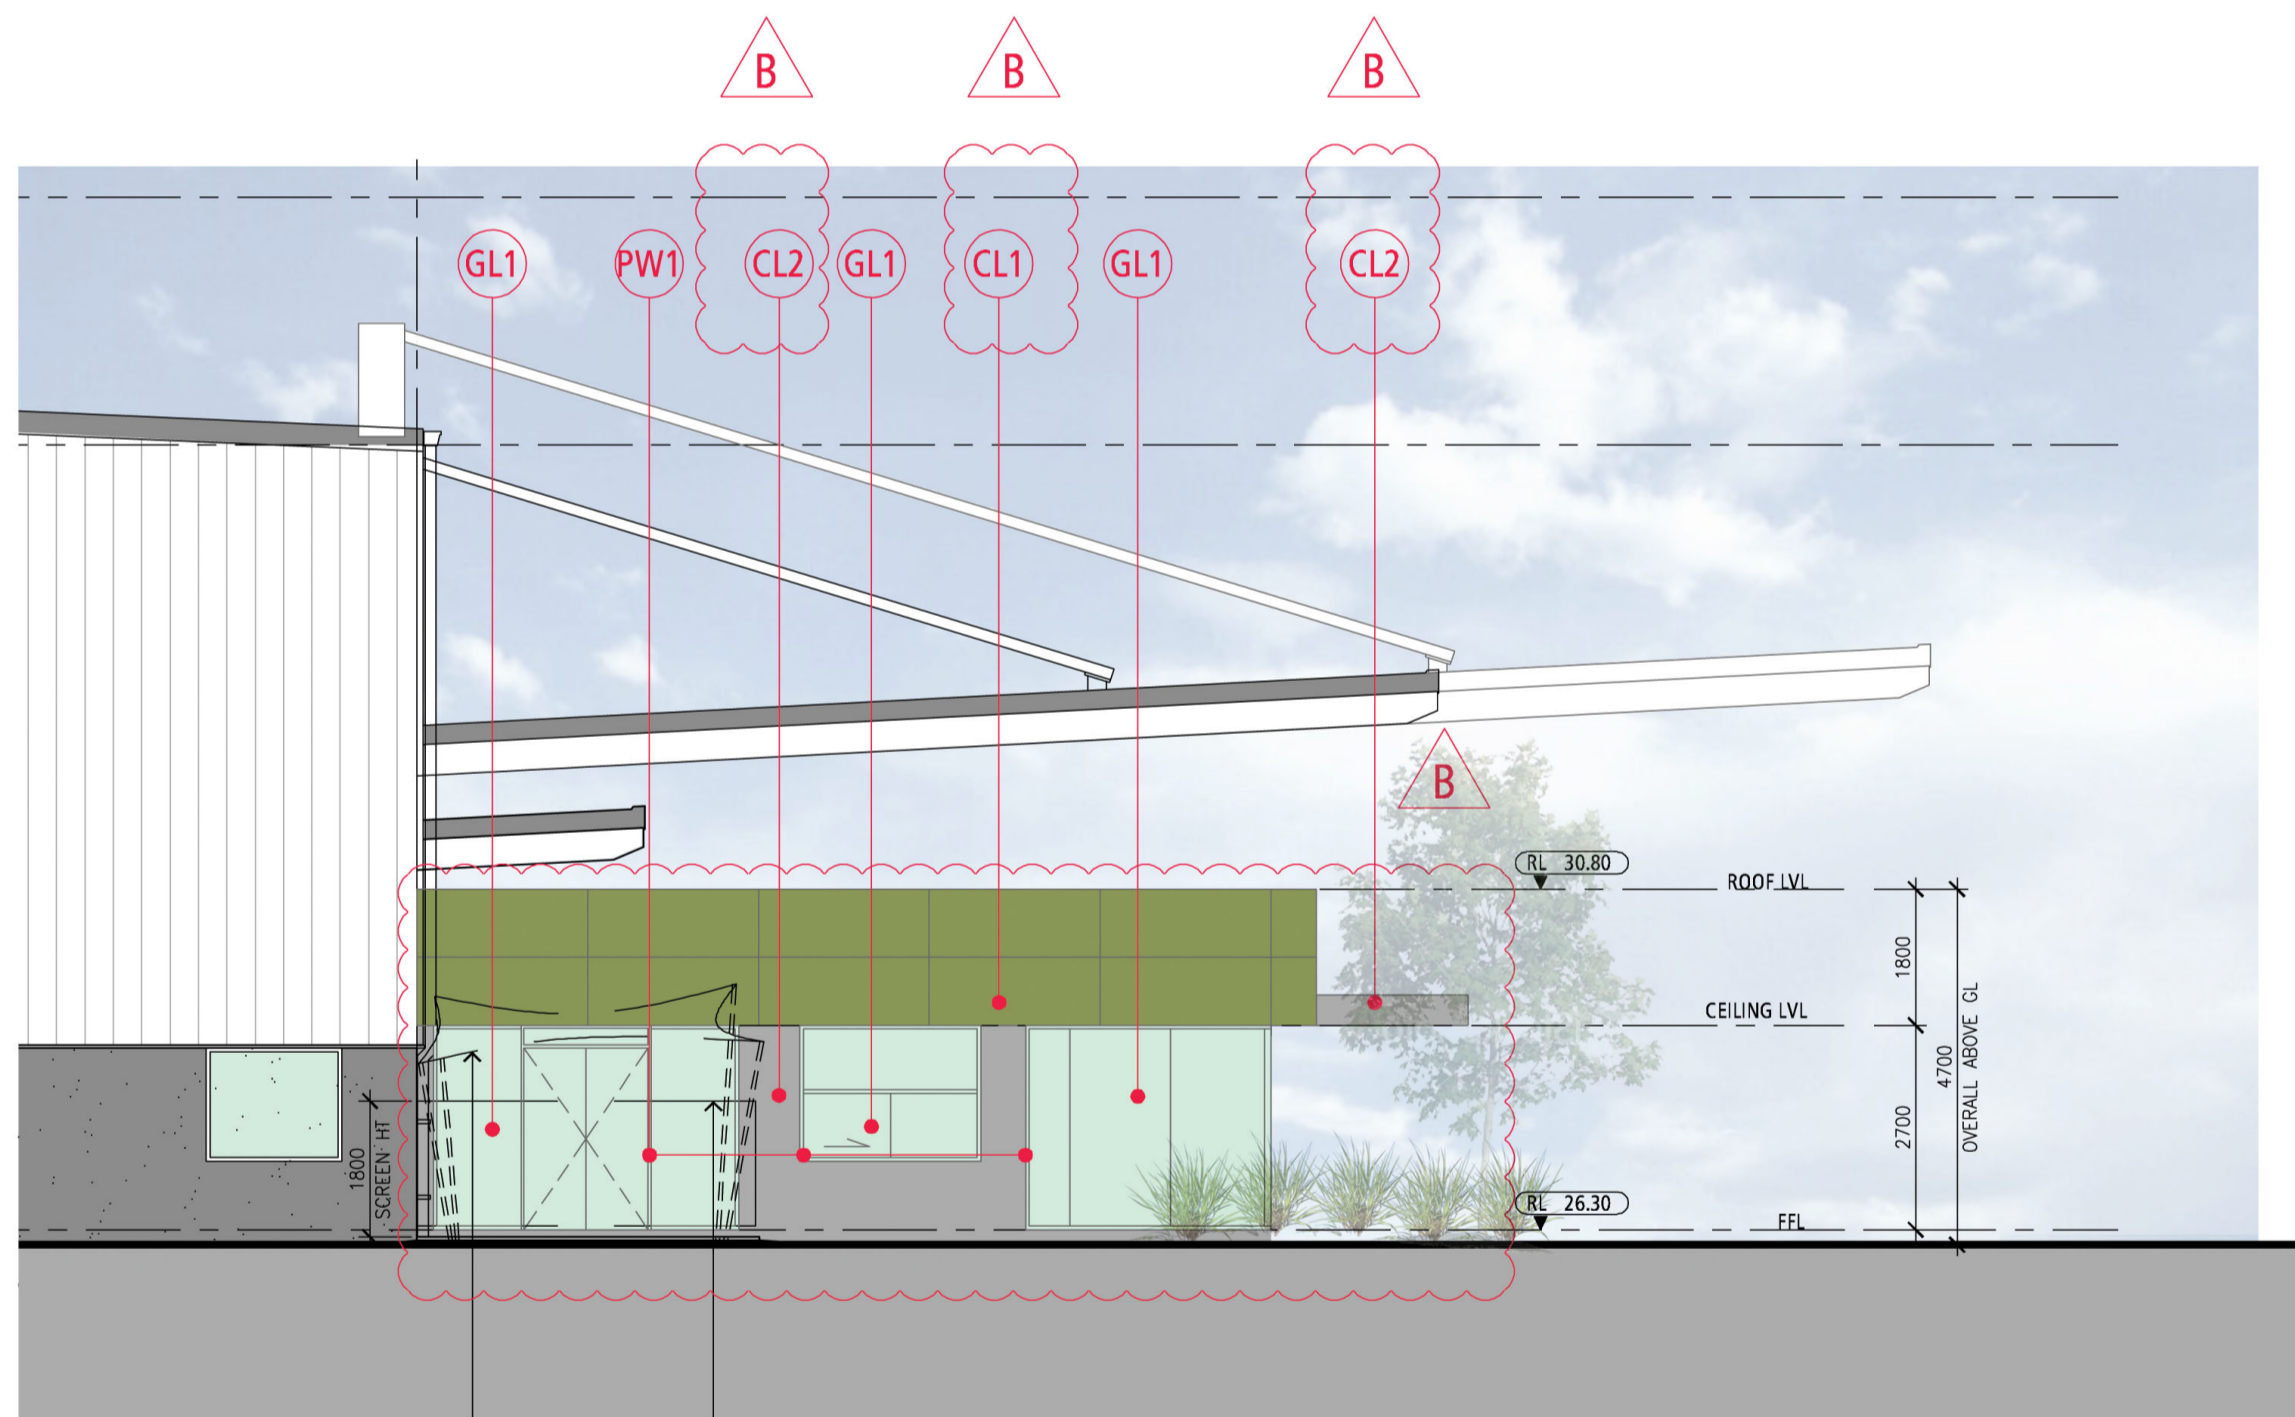 B B B
GL1 PW1 CL2 GL1 CL1 GL1 CL2
B
RL 30.80
ROOF LVL
1800
CEILING LVL
4700
OVERALL ABOVE GL
2700
1800
SCREEN HT
RL 26.30
FFL